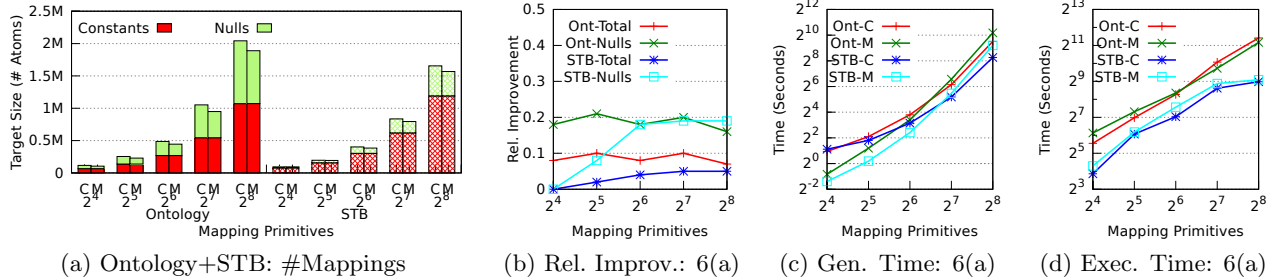 Target Size (# Atoms)
2.5M
2M
1.5M
1M
0.5M
0
Constants
Nulls
C M C M C M C M C M C M C M C M C M C M
2^4 2^5 2^6 2^7 2^8 2^4 2^5 2^6 2^7 2^8
Ontology STB
Mapping Primitives
(a) Ontology+STB: #Mappings
Rel. Improvement
0.5
0.4
0.3
0.2
0.1
0
Ont-Total
Ont-Nulls
STB-Total
STB-Nulls
2^4 2^5 2^6 2^7 2^8
Mapping Primitives
(b) Rel. Improv.: 6(a)
Time (Seconds)
2^10
2^8
2^6
2^4
2^2
2^0
2^-2
Ont-C
Ont-M
STB-C
STB-M
2^4 2^5 2^6 2^7 2^8
Mapping Primitives
(c) Gen. Time: 6(a)
Time (Seconds)
2^13
2^11
2^9
2^7
2^5
2^3
Ont-C
Ont-M
STB-C
STB-M
2^4 2^5 2^6 2^7 2^8
Mapping Primitives
(d) Exec. Time: 6(a)